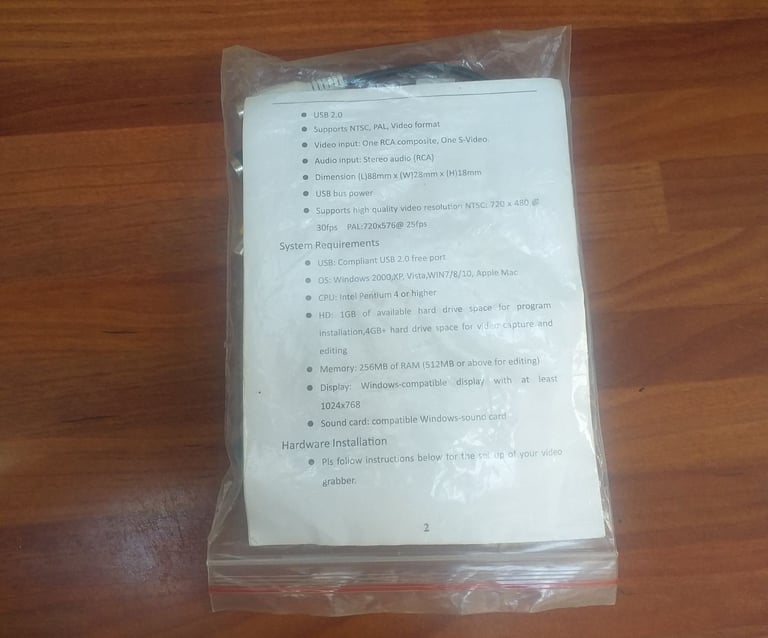 ● USB 2.0
● Supports NTSC, PAL, Video format
● Video input: One RCA composite, One S-Video.
● Audio input: Stereo audio (RCA)
● Dimension (L)88mm x (W)28mm x (H)18mm
● USB bus power
● Supports high quality video resolution NTSC: 720 x 480 @
30fps PAL:720x576@ 25fps
System Requirements
● USB: Compliant USB 2.0 free port
● OS: Windows 2000,XP, Vista,WIN7/8/10, Apple Mac
● CPU: Intel Pentium 4 or higher
● HD: 1GB of available hard drive space for program
installation,4GB+ hard drive space for video capture and
editing
● Memory: 256MB of RAM (512MB or above for editing)
● Display: Windows-compatible display with at least
1024x768
● Sound card: compatible Windows-sound card
Hardware Installation
● Pls follow instructions below for the set up of your video
grabber.
2